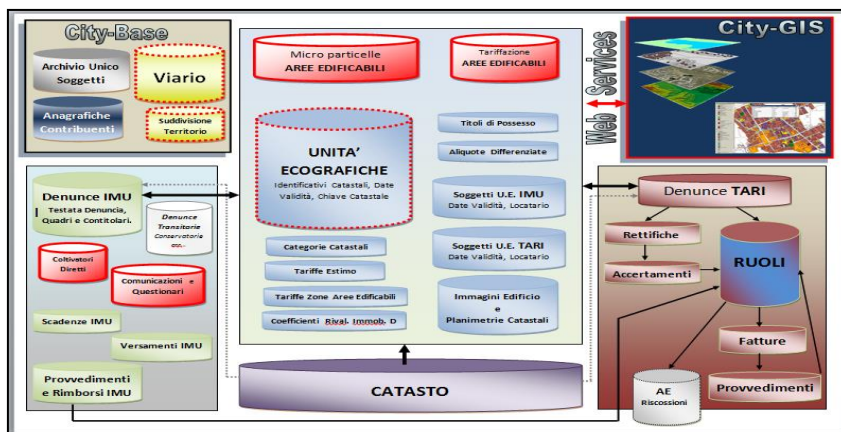 City-Base
Archivio Unico
Soggetti
Viario
Anagrafiche
Contribuenti
Suddivisione
Territorio
Micro particelle
AREE EDIFICABILI
Tariffazione
AREE EDIFICABILI
Web Services
City-GIS
UNITA’
ECOGRAFICHE
Identificativi Catastali, Date
Validità, Chiave Catastale
Titoli di Possesso
Aliquote Differenziate
Soggetti U.E. IMU
Date Validità, Locatario
Soggetti U.E. TARI
Date Validità, Locatario
Categorie Catastali
Tariffe Estimo
Tariffe Zone Aree Edificabili
Coefficienti Rival. Immob. D
Immagini Edificio
e
Planimetrie Catastali
Denunce IMU
Testata Denuncia,
Quadri e Contitolari.
Denunce
Transitorie
Conservatorie
Coltivatori
Diretti
Comunicazioni e
Questionari
Scadenze IMU
Versamenti IMU
Provvedimenti
e Rimborsi IMU
CATASTO
Denunce TARI
Rettifiche
Accertamenti
RUOLI
Fatture
Provvedimenti
AE
Riscossioni